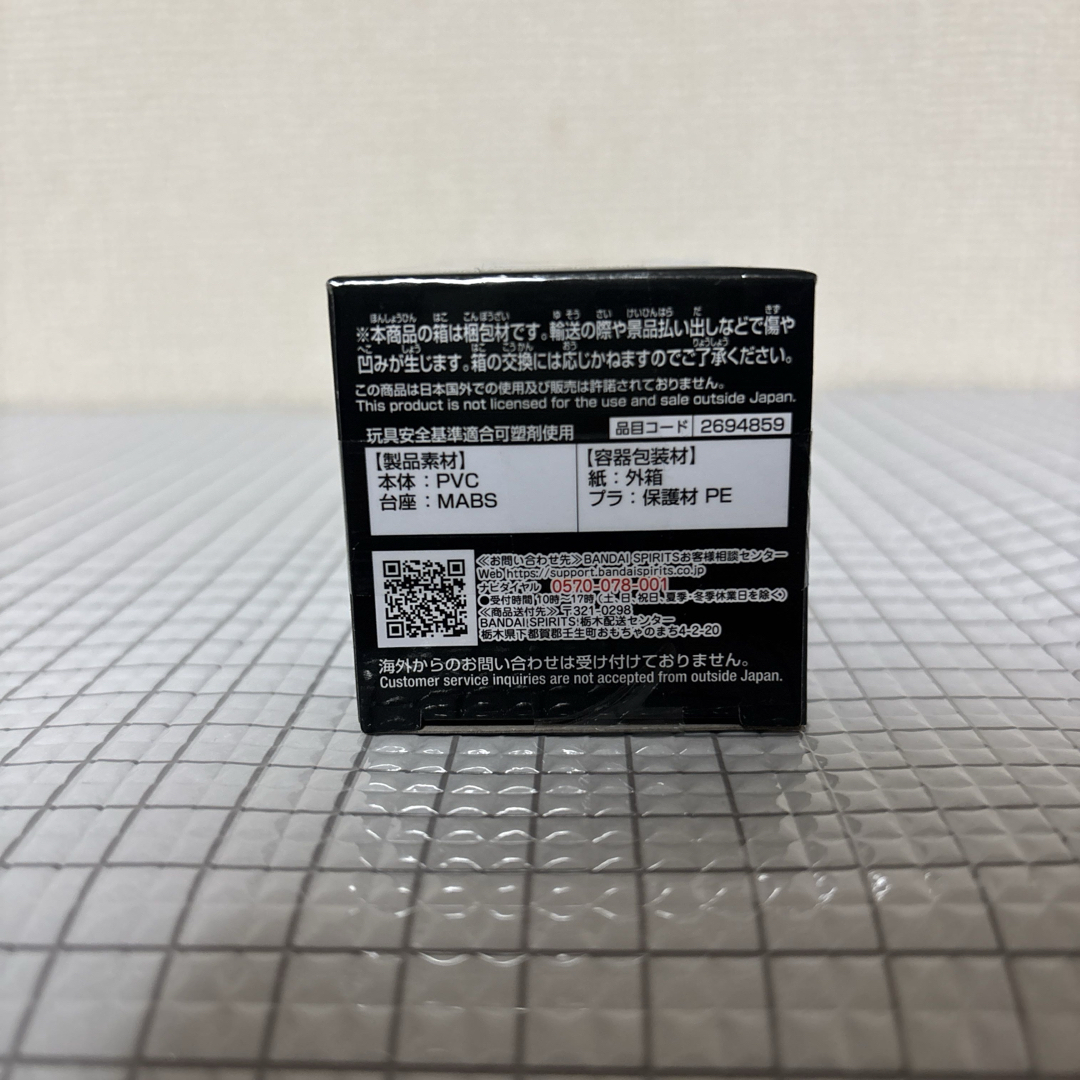 ※本商品の箱は梱包材です。輸送の際や景品払い出しなどで傷や
凹みが生じます。箱の交換には応じかねますのでご了承ください。
この商品は日本国外での使用及び販売は許諾されておりません。
This product is not licensed for the use and sale outside Japan.
玩具安全基準適合可塑剤使用
品目コード 2694859
【製品素材】
本体：PVC
台座：MABS
【容器包装材】
紙：外箱
プラ：保護材 PE
≪お問い合わせ先≫BANDAI SPIRITSお客様相談センター
Web https://support.bandaispirits.co.jp
ナビダイヤル 0570-078-001
●受付時間 10時～17時（土、日、祝日、夏季・冬季休業日を除く）
≪商品送付先≫〒321-0298
BANDAI SPIRITS 栃木配送センター
栃木県下都賀郡壬生町おもちゃのまち4-2-20
海外からのお問い合わせは受け付けておりません。
Customer service inquiries are not accepted from outside Japan.